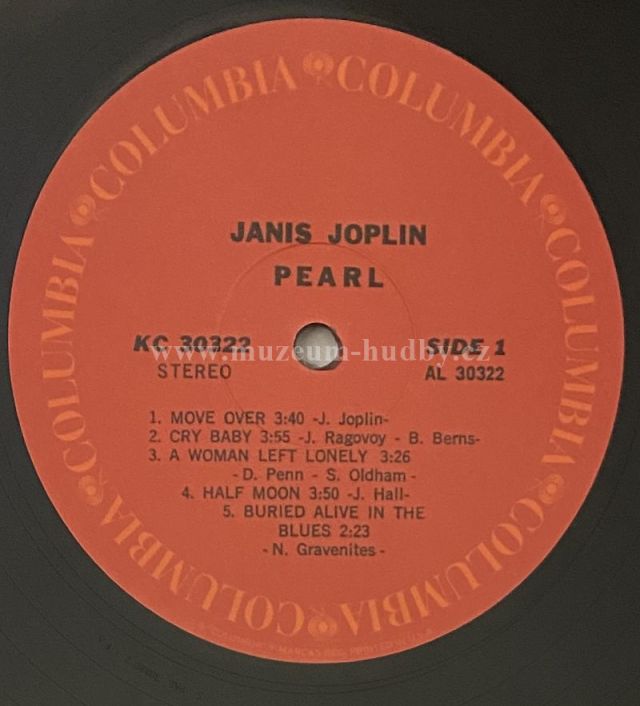 COLUMBIA COLUMBIA COLUMBIA COLUMBIA COLUMBIA COLUMBIA
JANIS JOPLIN
PEARL
KC 30322 SIDE 1
www.muzeum-hudby.cz
STEREO AL 30322
1. MOVE OVER 3:40 -J. Joplin-
2. CRY BABY 3:55 -J. Ragovoy - B. Berns-
3. A WOMAN LEFT LONELY 3:26
-D. Penn - S. Oldham-
4. HALF MOON 3:50 -J. Hall-
5. BURIED ALIVE IN THE
BLUES 2:23
-N. Gravenites-